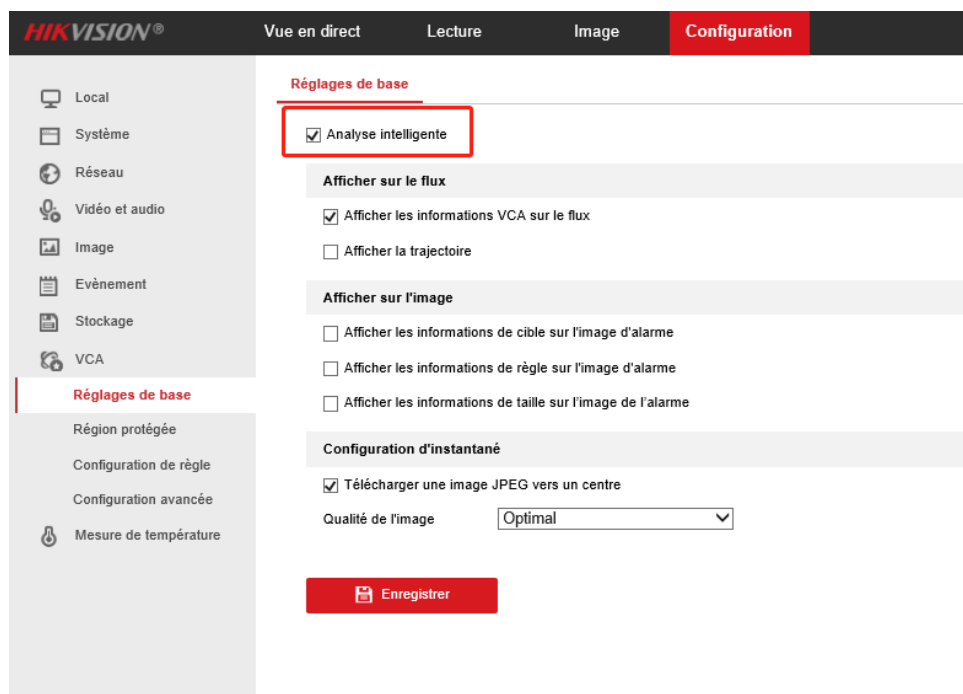 HIKVISION®
Vue en direct
Lecture
Image
Configuration
Local
Système
Réseau
Vidéo et audio
Image
Evènement
Stockage
VCA
Réglages de base
Région protégée
Configuration de règle
Configuration avancée
Mesure de température
Réglages de base
Analyse intelligente
Afficher sur le flux
Afficher les informations VCA sur le flux
Afficher la trajectoire
Afficher sur l'image
Afficher les informations de cible sur l'image d'alarme
Afficher les informations de règle sur l'image d'alarme
Afficher les informations de taille sur l’image de l’alarme
Configuration d'instantané
Télécharger une image JPEG vers un centre
Qualité de l'image Optimal
Enregistrer